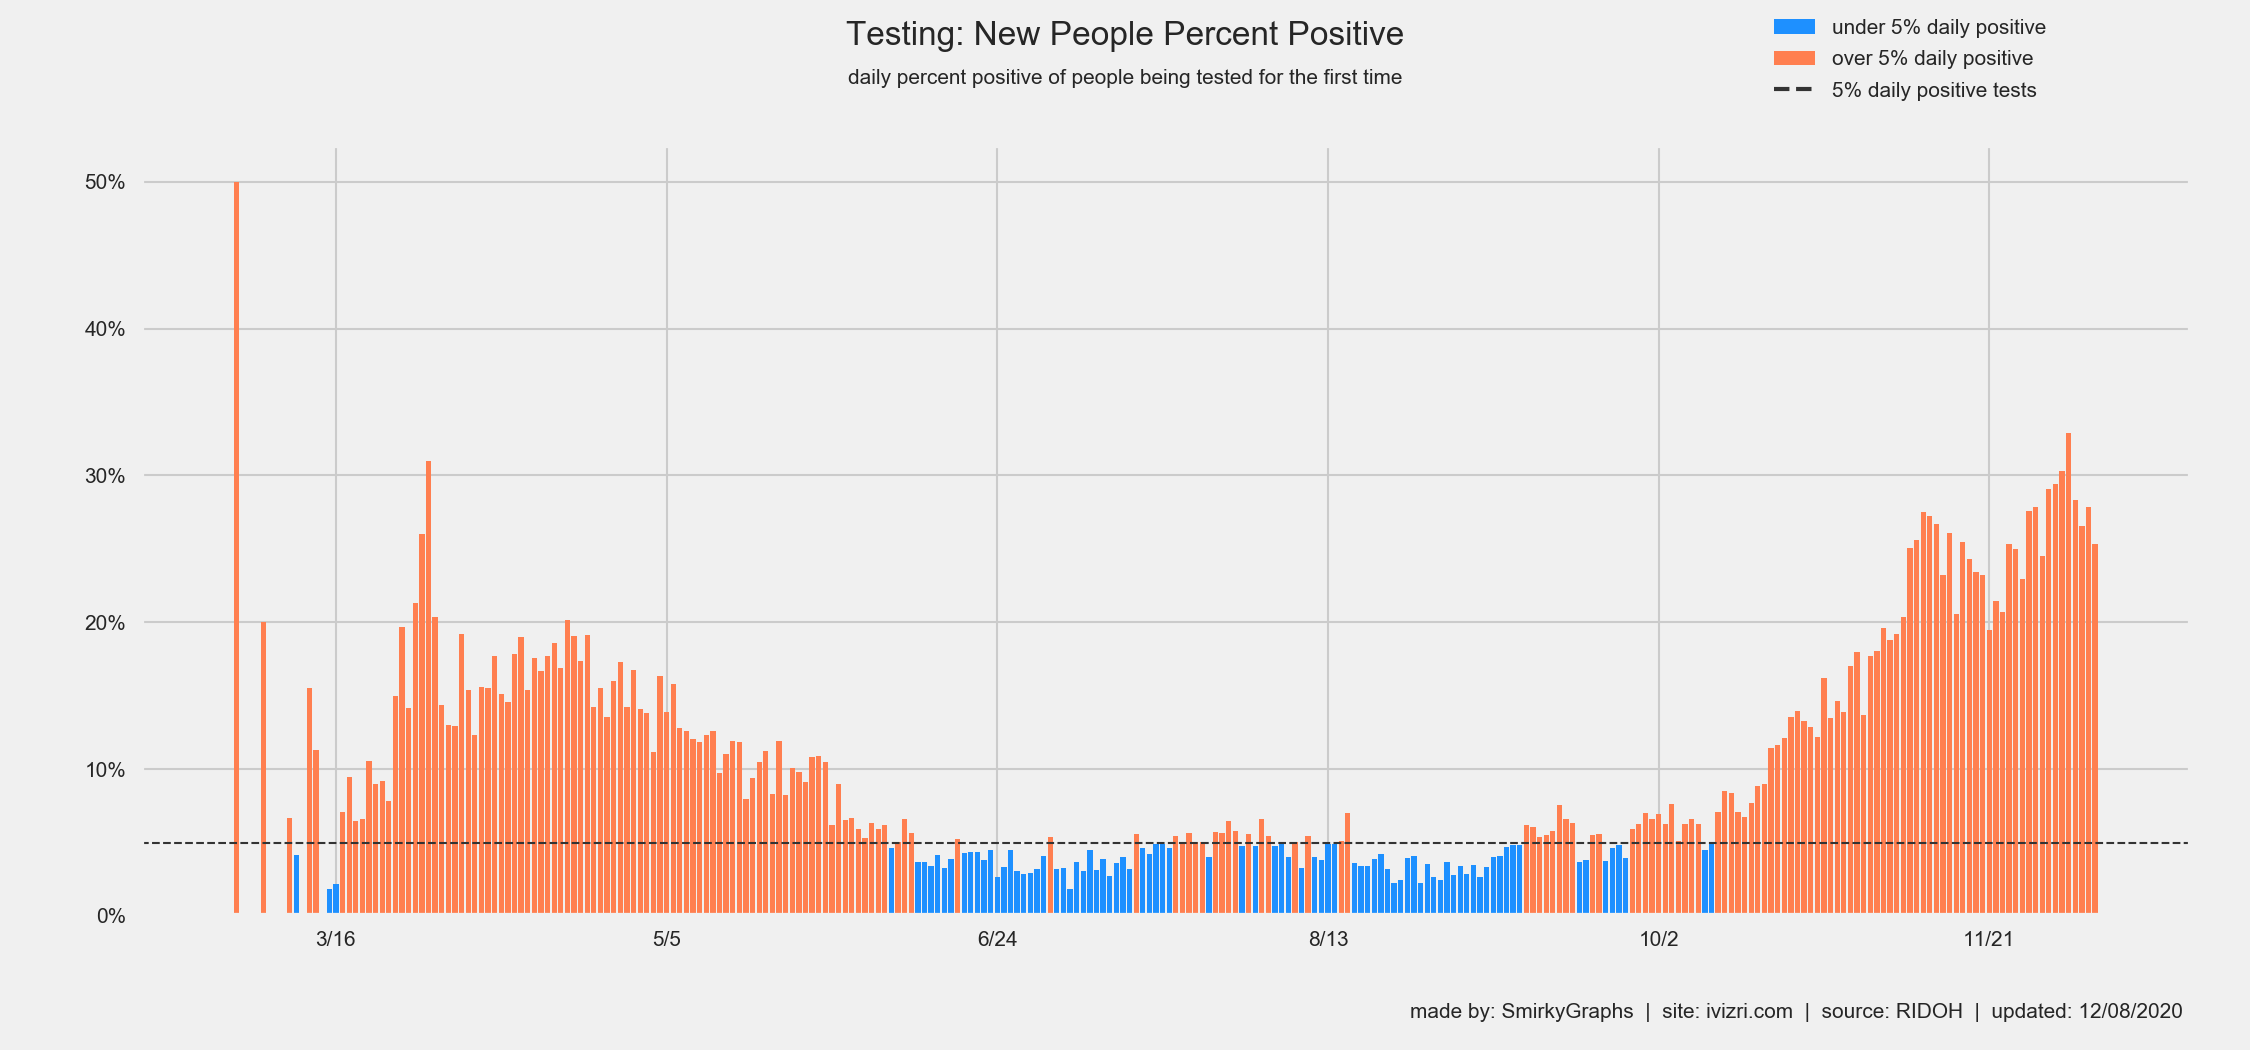 Testing: New People Percent Positive
daily percent positive of people being tested for the first time
under 5% daily positive
over 5% daily positive
5% daily positive tests
50%
40%
30%
20%
10%
0%
3/16
5/5
6/24
8/13
10/2
11/21
made by: SmirkyGraphs | site: ivizri.com | source: RIDOH | updated: 12/08/2020